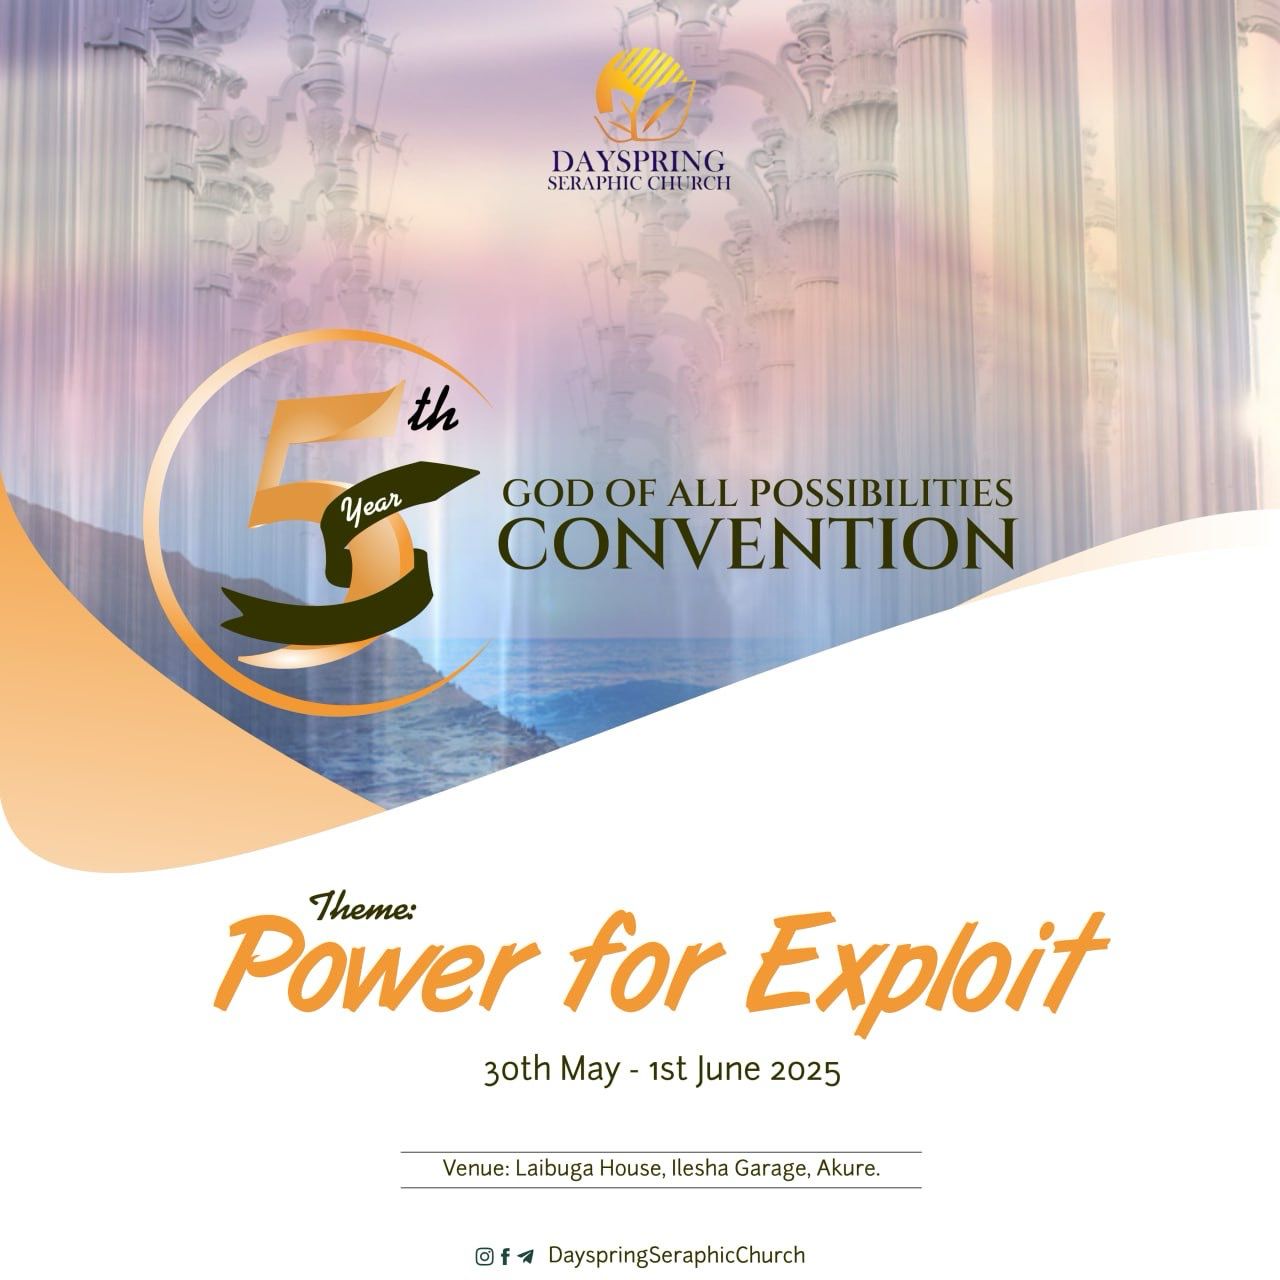 DAYSPRING
SERAPHIC CHURCH
5th
Year
GOD OF ALL POSSIBILITIES
CONVENTION
Theme:
Power for Exploit
30th May - 1st June 2025
Venue: Laibuga House, Ilesha Garage, Akure.
DayspringSeraphicChurch